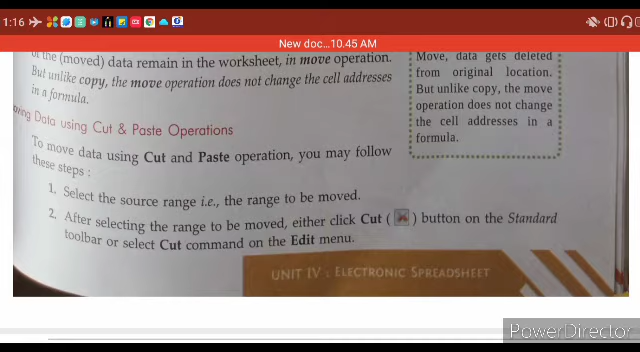 1:16
New doc...10.45 AM
of the (moved) data remain in the worksheet, in move operation.
But unlike copy, the move operation does not change the cell addresses
in a formula.
oving Data using Cut & Paste Operations
To move data using Cut and Paste operation, you may follow
these steps :
1. Select the source range i.e., the range to be moved.
2. After selecting the range to be moved, either click Cut ( ) button on the Standard
toolbar or select Cut command on the Edit menu.
Move, data gets deleted
from original location.
But unlike copy, the move
operation does not change
the cell addresses in a
formula.
UNIT IV : ELECTRONIC SPREADSHEET
PowerDirector